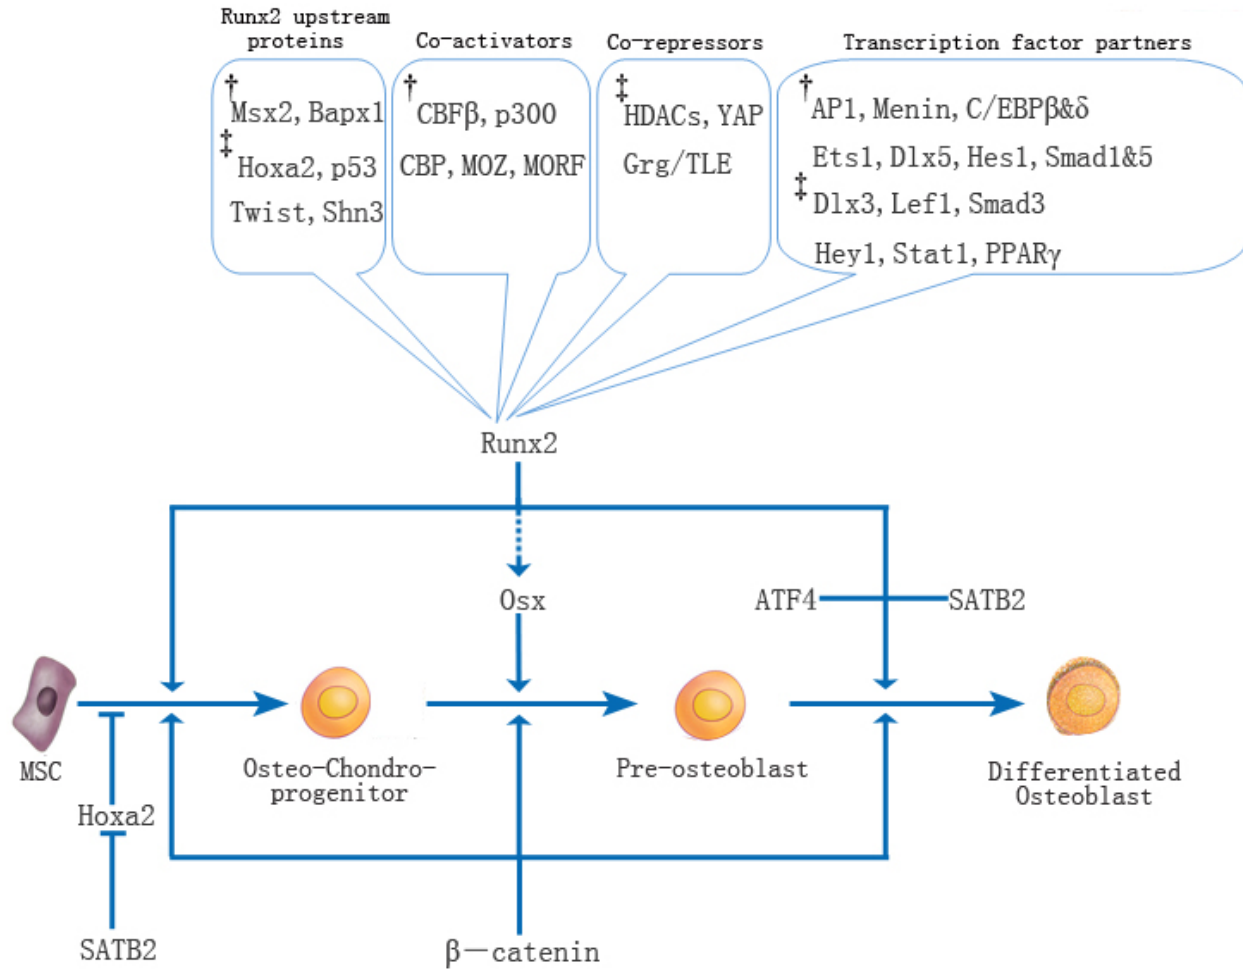 Runx2 upstream
proteins
Co-activators
Co-repressors
Transcription factor partners
†
Msx2, Bapx1
‡
Hoxa2, p53
Twist, Shn3
†
CBFβ, p300
CBP, MOZ, MORF
‡
HDACs, YAP
Grg/TLE
†
AP1, Menin, C/EBPβ&δ
Ets1, Dlx5, Hes1, Smad1&5
‡
Dlx3, Lef1, Smad3
Hey1, Stat1, PPARγ
Runx2
Osx
ATF4
SATB2
MSC
Osteo-Chondro-
progenitor
Pre-osteoblast
Differentiated
Osteoblast
Hoxa2
SATB2
β—catenin